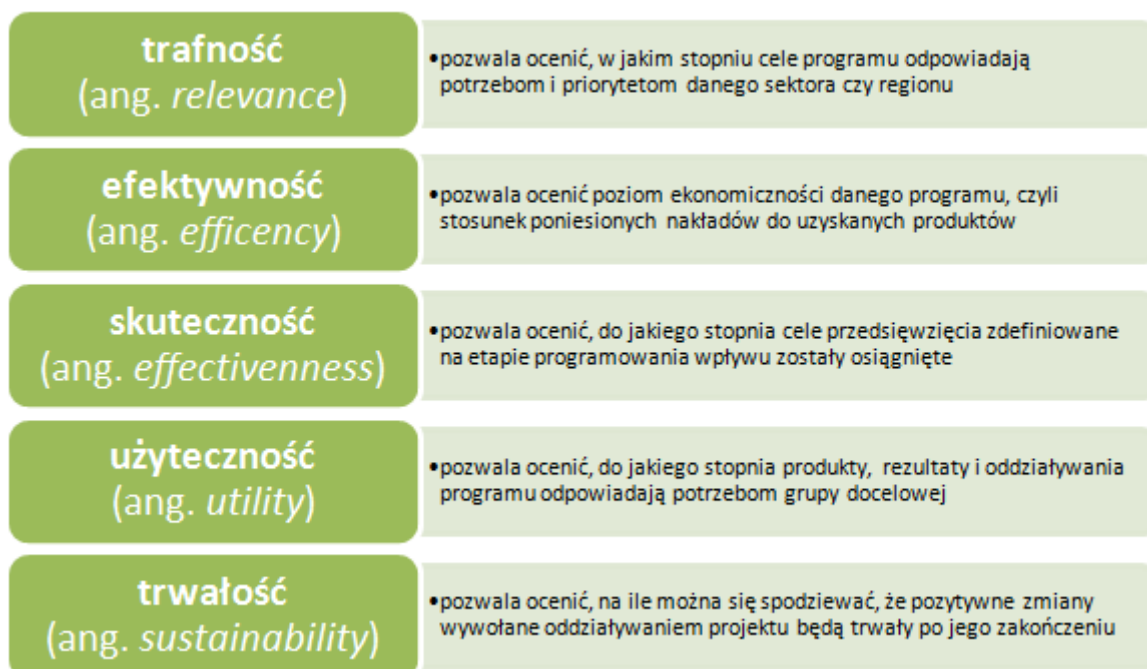 trafność
(ang. relevance)
•pozwala ocenić, w jakim stopniu cele programu odpowiadają
potrzebom i priorytetom danego sektora czy regionu
efektywność
(ang. efficency)
•pozwala ocenić poziom ekonomiczności danego programu, czyli
stosunek poniesionych nakładów do uzyskanych produktów
skuteczność
(ang. effectivenness)
•pozwala ocenić, do jakiego stopnia cele przedsięwzięcia zdefiniowane
na etapie programowania wpływu zostały osiągnięte
użyteczność
(ang. utility)
•pozwala ocenić, do jakiego stopnia produkty, rezultaty i oddziaływania
programu odpowiadają potrzebom grupy docelowej
trwałość
(ang. sustainability)
•pozwala ocenić, na ile można się spodziewać, że pozytywne zmiany
wywołane oddziaływaniem projektu będą trwały po jego zakończeniu